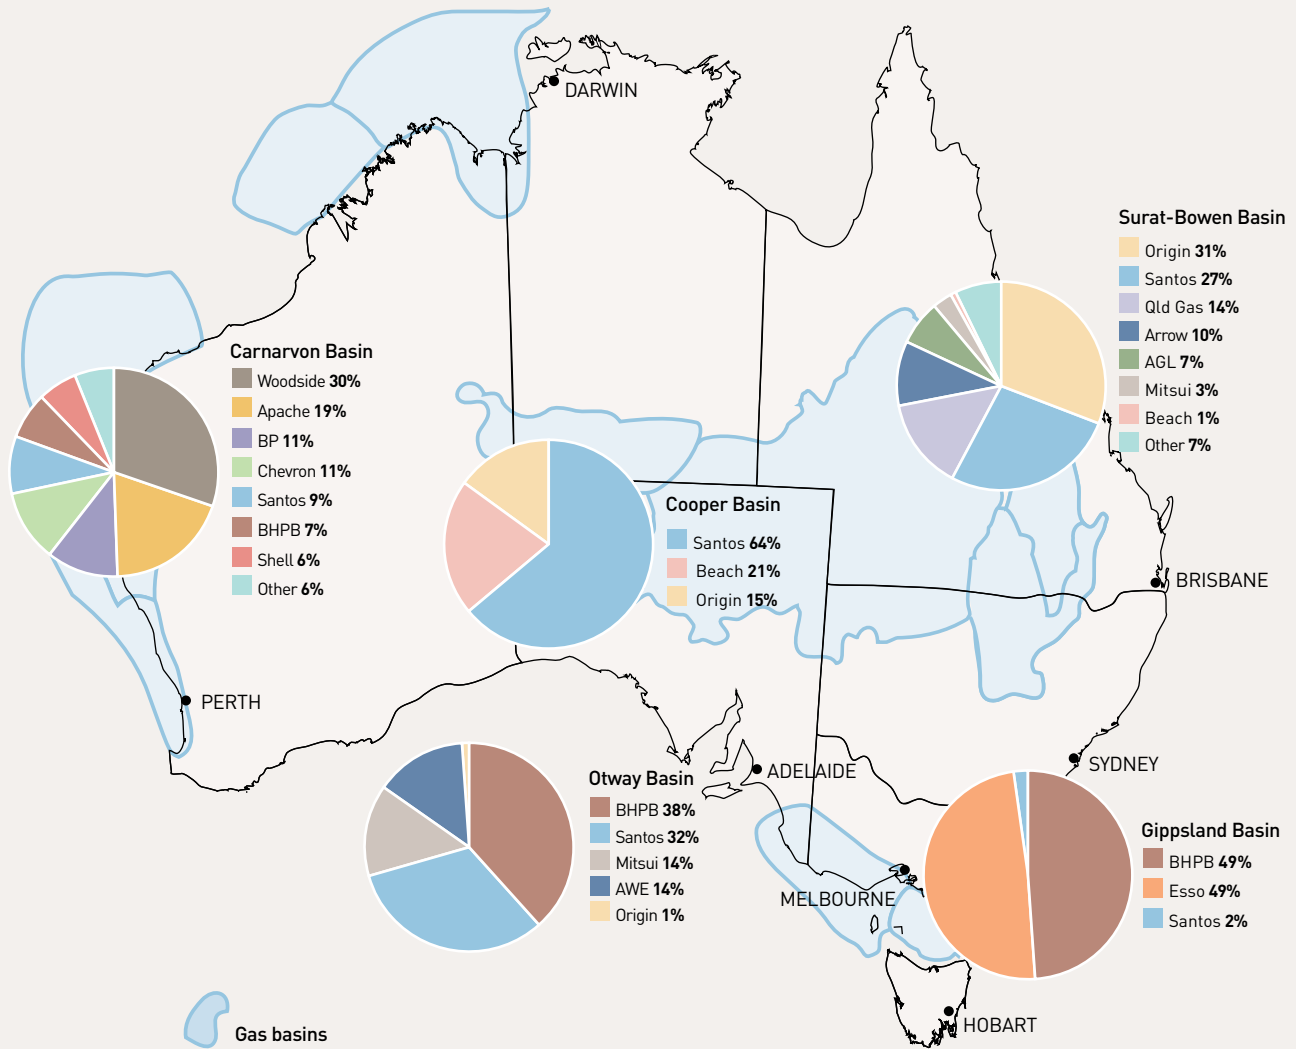 DARWIN
Surat-Bowen Basin
Origin 31%
Santos 27%
Qld Gas 14%
Arrow 10%
AGL 7%
Mitsui 3%
Beach 1%
Other 7%
Carnarvon Basin
Woodside 30%
Apache 19%
BP 11%
Chevron 11%
Santos 9%
BHPB 7%
Shell 6%
Other 6%
Cooper Basin
Santos 64%
Beach 21%
Origin 15%
BRISBANE
PERTH
ADELAIDE
SYDNEY
Otway Basin
BHPB 38%
Santos 32%
Mitsui 14%
AWE 14%
Origin 1%
MELBOURNE
Gippsland Basin
BHPB 49%
Esso 49%
Santos 2%
HOBART
Gas basins